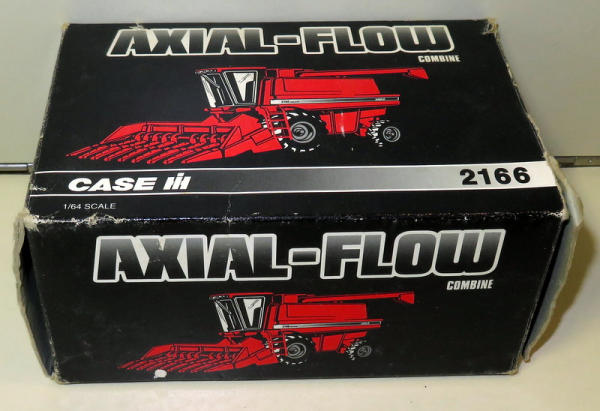 AXIAL-FLOW
COMBINE
CASE IH
2166
1/64 SCALE
AXIAL-FLOW
COMBINE